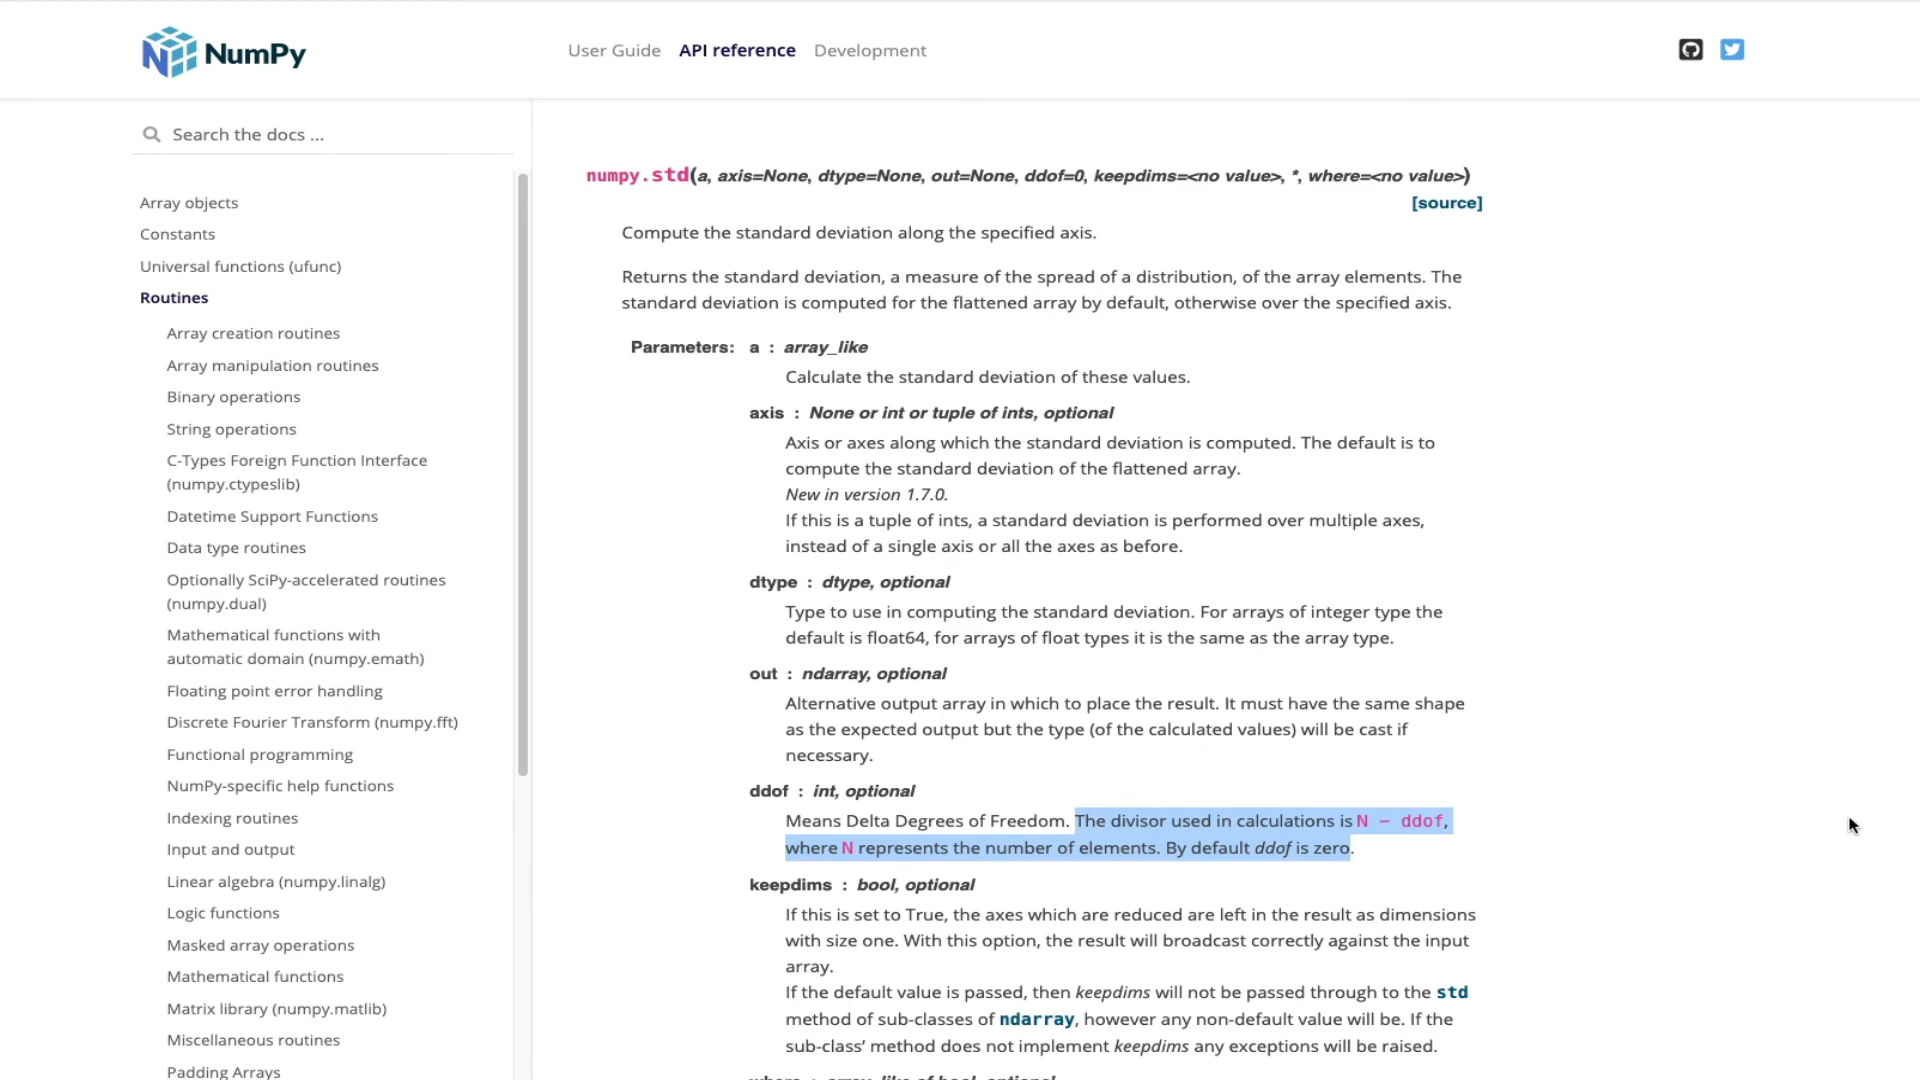 NumPy
User Guide API reference Development
Search the docs ...
Array objects
Constants
Universal functions (ufunc)
Routines
Array creation routines
Array manipulation routines
Binary operations
String operations
C-Types Foreign Function Interface
(numpy.ctypeslib)
Datetime Support Functions
Data type routines
Optionally SciPy-accelerated routines
(numpy.dual)
Mathematical functions with
automatic domain (numpy.emath)
Floating point error handling
Discrete Fourier Transform (numpy.fft)
Functional programming
NumPy-specific help functions
Indexing routines
Input and output
Linear algebra (numpy.linalg)
Logic functions
Masked array operations
Mathematical functions
Matrix library (numpy.matlib)
Miscellaneous routines
Padding Arrays
numpy.std(a, axis=None, dtype=None, out=None, ddof=0, keepdims=<no value>, *, where=<no value>)
[source]
Compute the standard deviation along the specified axis.
Returns the standard deviation, a measure of the spread of a distribution, of the array elements. The
standard deviation is computed for the flattened array by default, otherwise over the specified axis.
Parameters: a : array_like
Calculate the standard deviation of these values.
axis : None or int or tuple of ints, optional
Axis or axes along which the standard deviation is computed. The default is to
compute the standard deviation of the flattened array.
New in version 1.7.0.
If this is a tuple of ints, a standard deviation is performed over multiple axes,
instead of a single axis or all the axes as before.
dtype : dtype, optional
Type to use in computing the standard deviation. For arrays of integer type the
default is float64, for arrays of float types it is the same as the array type.
out : ndarray, optional
Alternative output array in which to place the result. It must have the same shape
as the expected output but the type (of the calculated values) will be cast if
necessary.
ddof : int, optional
Means Delta Degrees of Freedom. The divisor used in calculations is N - ddof,
where N represents the number of elements. By default ddof is zero.
keepdims : bool, optional
If this is set to True, the axes which are reduced are left in the result as dimensions
with size one. With this option, the result will broadcast correctly against the input
array.
If the default value is passed, then keepdims will not be passed through to the std
method of sub-classes of ndarray, however any non-default value will be. If the
sub-class’ method does not implement keepdims any exceptions will be raised.
where : array_like of bool, optional